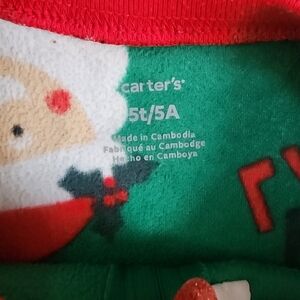 carter's
5t/5A
Made in Cambodia
Fabriqué au Cambodge
Hecho en Camboya